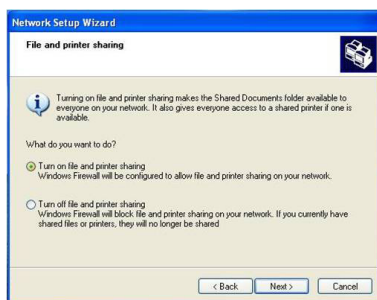 Network Setup Wizard
File and printer sharing
Turning on file and printer sharing makes the Shared Documents folder available to
everyone on your network. It also gives everyone access to a shared printer if one is
available.
What do you want to do?
Turn on file and printer sharing
Windows Firewall will be configured to allow file and printer sharing on your network.
Turn off file and printer sharing
Windows Firewall will block file and printer sharing on your network. If you currently have
shared files or printers, they will no longer be shared
< Back Next > Cancel